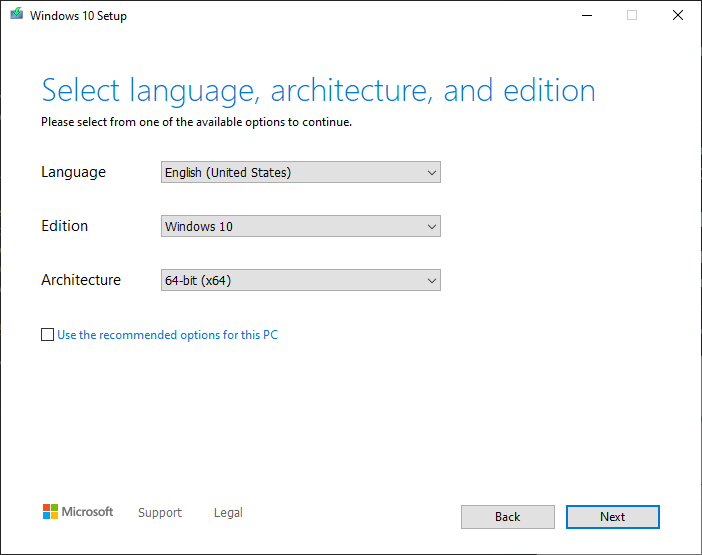 Windows 10 Setup
Select language, architecture, and edition
Please select from one of the available options to continue.
Language English (United States)
Edition Windows 10
Architecture 64-bit (x64)
Use the recommended options for this PC
Microsoft Support Legal Back Next